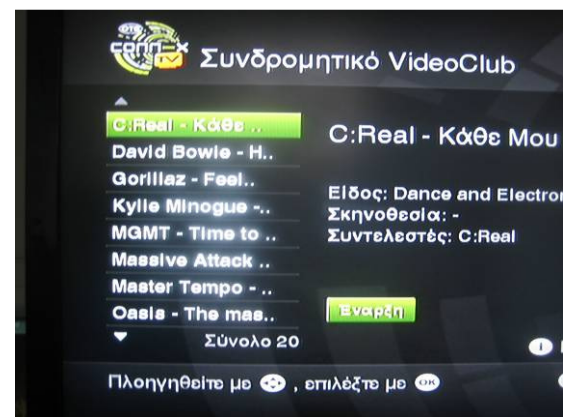 OTE
conn-x
Συνδρομητικό VideoClub
C:Real - Κάθε ..
David Bowie - H..
Gorillaz - Feel..
Kylie Minogue -..
MGMT - Time to ..
Massive Attack ..
Master Tempo - ..
Oasis - The mas..
Σύνολο 20
C:Real - Κάθε Μου
Είδος: Dance and Electron
Σκηνοθεσία: -
Συντελεστές: C:Real
Έναρξη
i
Πλοηγηθείτε με , επιλέξτε με OK